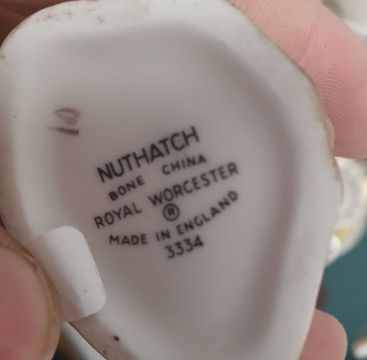 NUTHATCH
BONE CHINA
ROYAL WORCESTER
®
MADE IN ENGLAND
3334